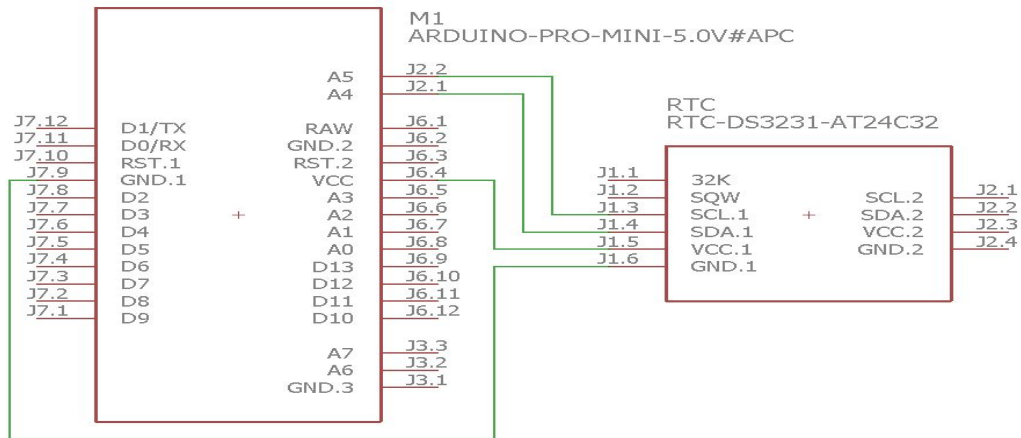 M1
ARDUINO-PRO-MINI-5.0V#APC
A5 J2.2
A4 J2.1
J7.12 D1/TX RAW J6.1
J7.11 D0/RX GND.2 J6.2
J7.10 RST.1 RST.2 J6.3
J7.9 GND.1 VCC J6.4
J7.8 D2 A3 J6.5
J7.7 D3 A2 J6.6
J7.6 D4 A1 J6.7
J7.5 D5 A0 J6.8
J7.4 D6 D13 J6.9
J7.3 D7 D12 J6.10
J7.2 D8 D11 J6.11
J7.1 D9 D10 J6.12
A7 J3.3
A6 J3.2
GND.3 J3.1
RTC
RTC-DS3231-AT24C32
J1.1 32K
J1.2 SQW SCL.2 J2.1
J1.3 SCL.1 SDA.2 J2.2
J1.4 SDA.1 VCC.2 J2.3
J1.5 VCC.1 GND.2 J2.4
J1.6 GND.1